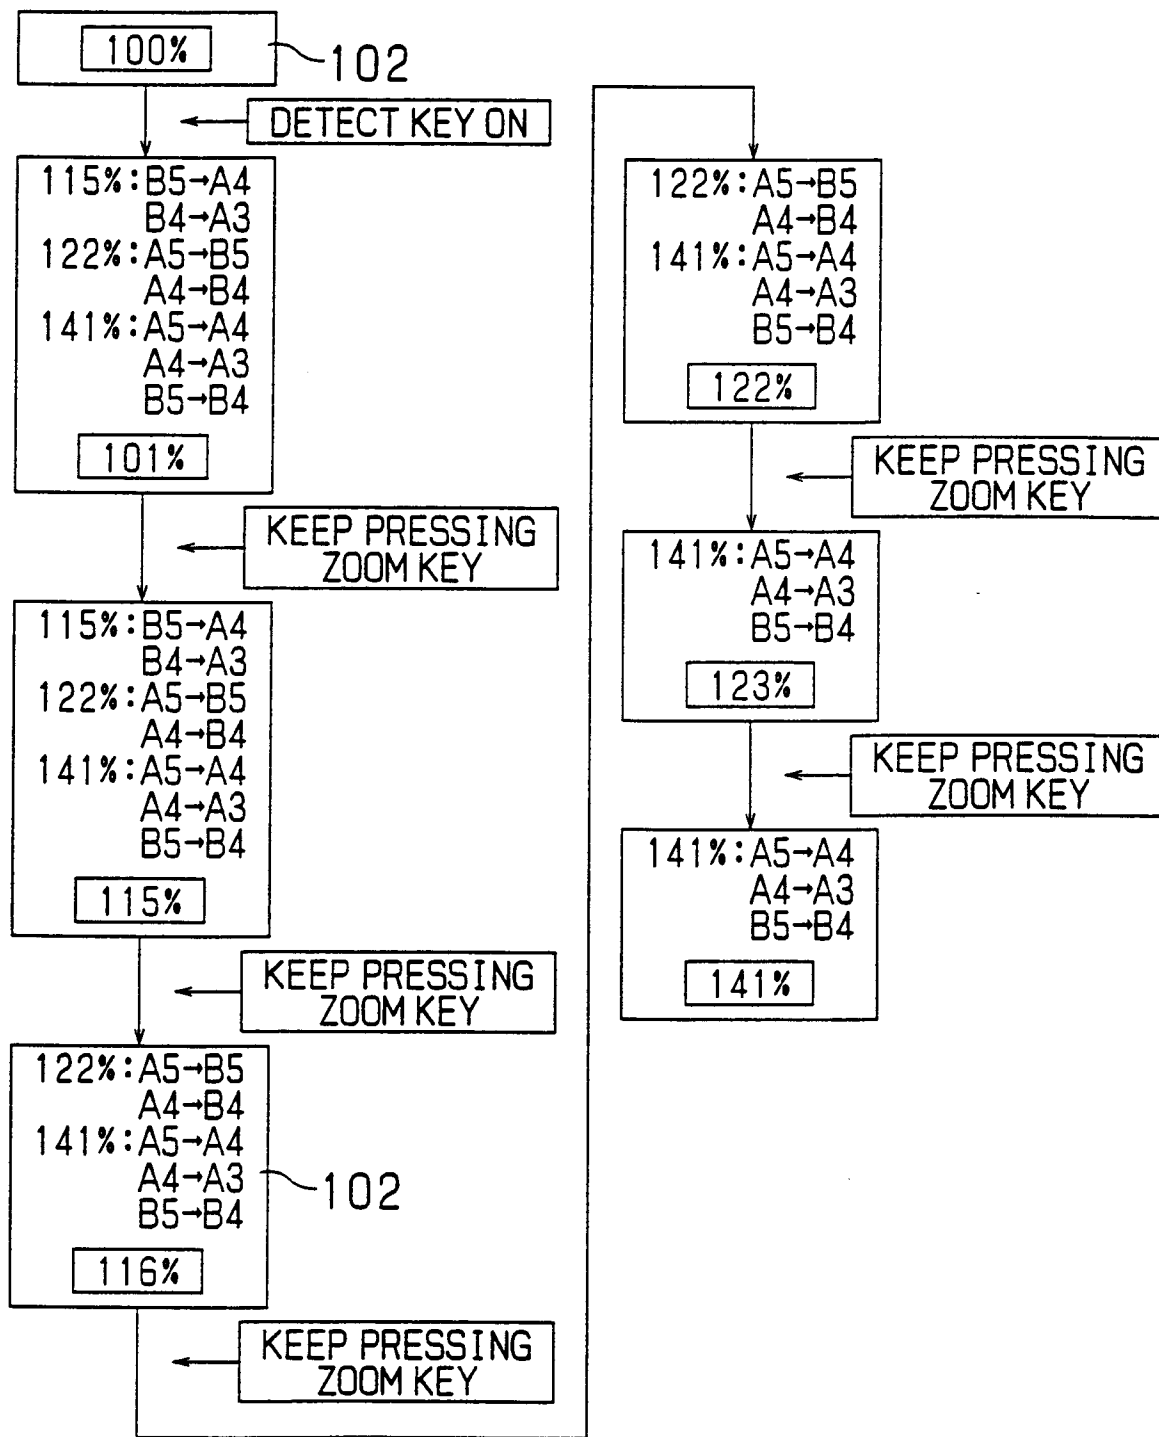 100%
102
DETECT KEY ON
115%:B5→A4
B4→A3
122%:A5→B5
A4→B4
141%:A5→A4
A4→A3
B5→B4
101%
KEEP PRESSING
ZOOM KEY
115%:B5→A4
B4→A3
122%:A5→B5
A4→B4
141%:A5→A4
A4→A3
B5→B4
115%
KEEP PRESSING
ZOOM KEY
122%:A5→B5
A4→B4
141%:A5→A4
A4→A3
B5→B4
102
116%
KEEP PRESSING
ZOOM KEY
122%:A5→B5
A4→B4
141%:A5→A4
A4→A3
B5→B4
122%
KEEP PRESSING
ZOOM KEY
141%:A5→A4
A4→A3
B5→B4
123%
KEEP PRESSING
ZOOM KEY
141%:A5→A4
A4→A3
B5→B4
141%